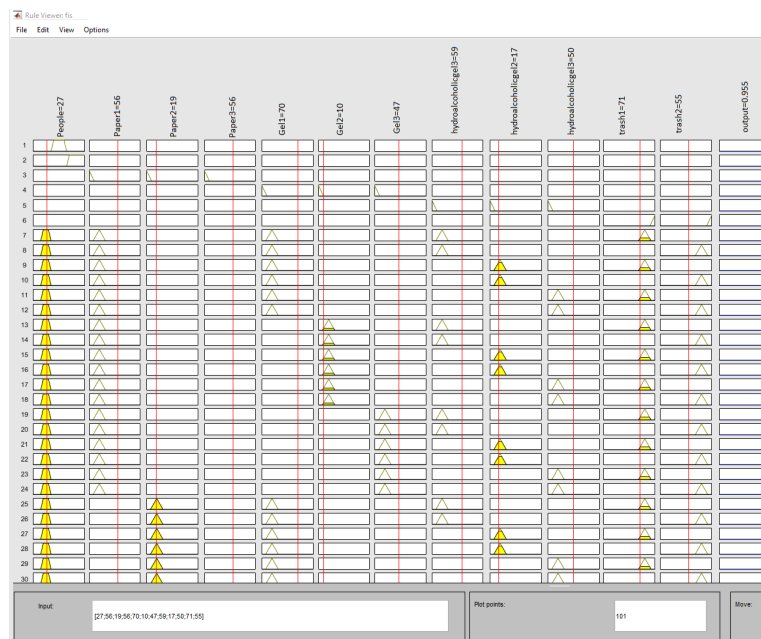 Rule Viewer: fis
File Edit View Options
People=27
Paper1=56
Paper2=19
Paper3=56
Gel1=70
Gel2=10
Gel3=47
hydroalcoholicgel3=59
hydroalcoholicgel2=17
hydroalcoholicgel3=50
trash1=71
trash2=55
output=0.955
1
2
3
4
5
6
7
8
9
10
11
12
13
14
15
16
17
18
19
20
21
22
23
24
25
26
27
28
29
30
Input: [27;56;19;56;70;10;47;59;17;50;71;55]
Plot points: 101
Move: